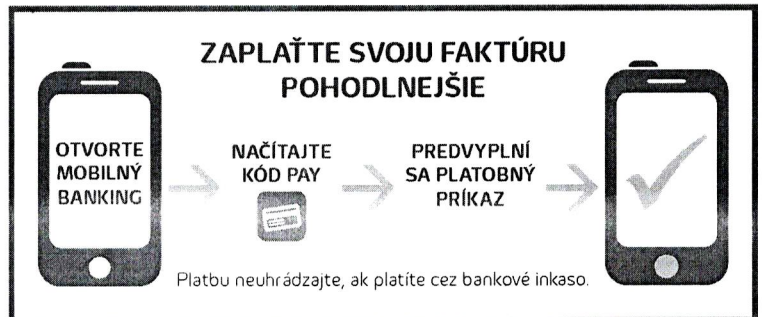 ZAPLAŤTE SVOJU FAKTÚRU
POHODLNEJŠIE
OTVORTE
MOBILNÝ
BANKING
NAČÍTAJTE
KÓD PAY
PREDVYPLNÍ
SA PLATOBNÝ
PRÍKAZ
Platbu neuhrádzajte, ak platíte cez bankové inkaso.